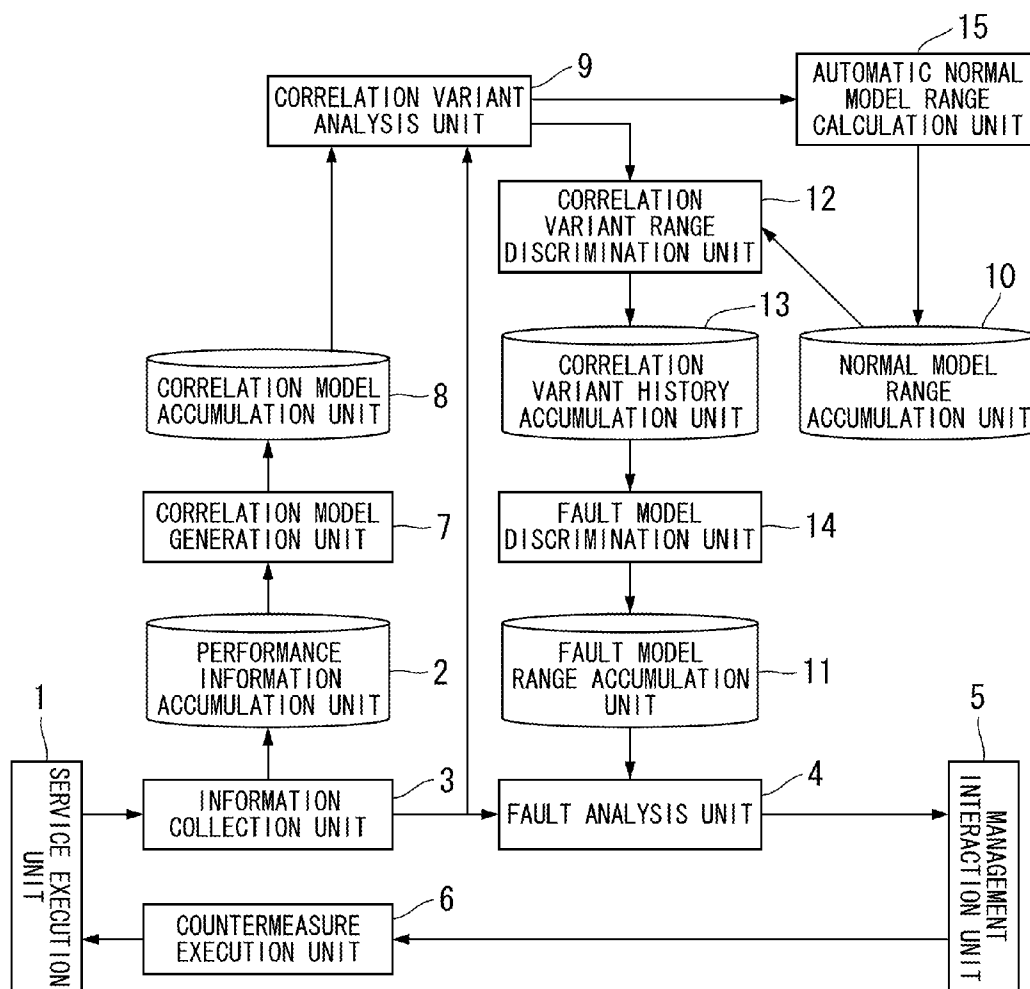 15
9
AUTOMATIC NORMAL
MODEL RANGE
CALCULATION UNIT
CORRELATION VARIANT
ANALYSIS UNIT
12
CORRELATION
VARIANT RANGE
DISCRIMINATION UNIT
10
13
CORRELATION
VARIANT HISTORY
ACCUMULATION UNIT
NORMAL MODEL
RANGE
ACCUMULATION UNIT
CORRELATION MODEL
ACCUMULATION UNIT
8
CORRELATION MODEL
GENERATION UNIT
7
FAULT MODEL
DISCRIMINATION UNIT
14
PERFORMANCE
INFORMATION
ACCUMULATION UNIT
2
FAULT MODEL
RANGE ACCUMULATION
UNIT
11
1
5
SERVICE EXECUTION
UNIT
INFORMATION
COLLECTION UNIT
3
FAULT ANALYSIS UNIT
4
MANAGEMENT
INTERACTION UNIT
COUNTERMEASURE
EXECUTION UNIT
6